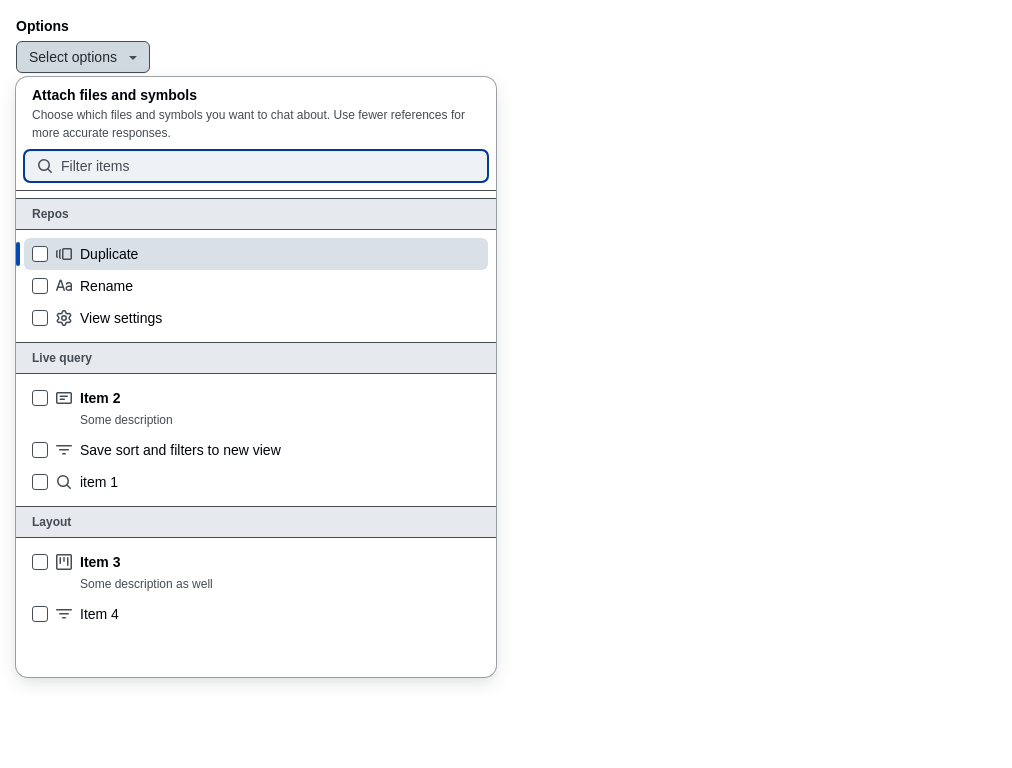 Options
Select options
Attach files and symbols
Choose which files and symbols you want to chat about. Use fewer references for
more accurate responses.
Filter items
Repos
Duplicate
Rename
View settings
Live query
Item 2
Some description
Save sort and filters to new view
item 1
Layout
Item 3
Some description as well
Item 4